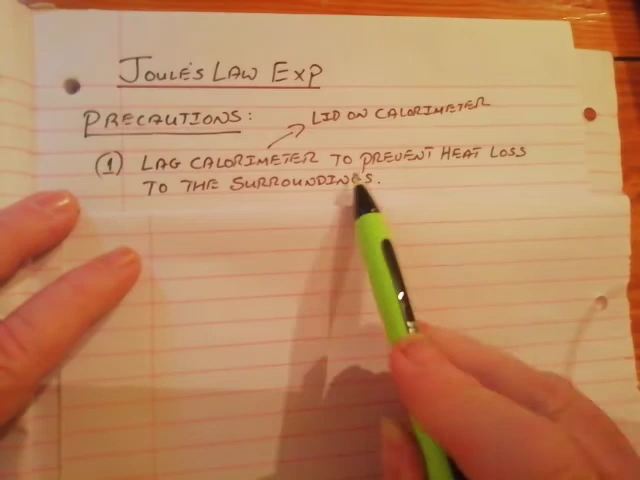 JOULE'S LAW EXP
PRECAUTIONS:
LID ON CALORIMETER
(1) LAG CALORIMETER TO PREVENT HEAT LOSS
TO THE SURROUNDINGS.